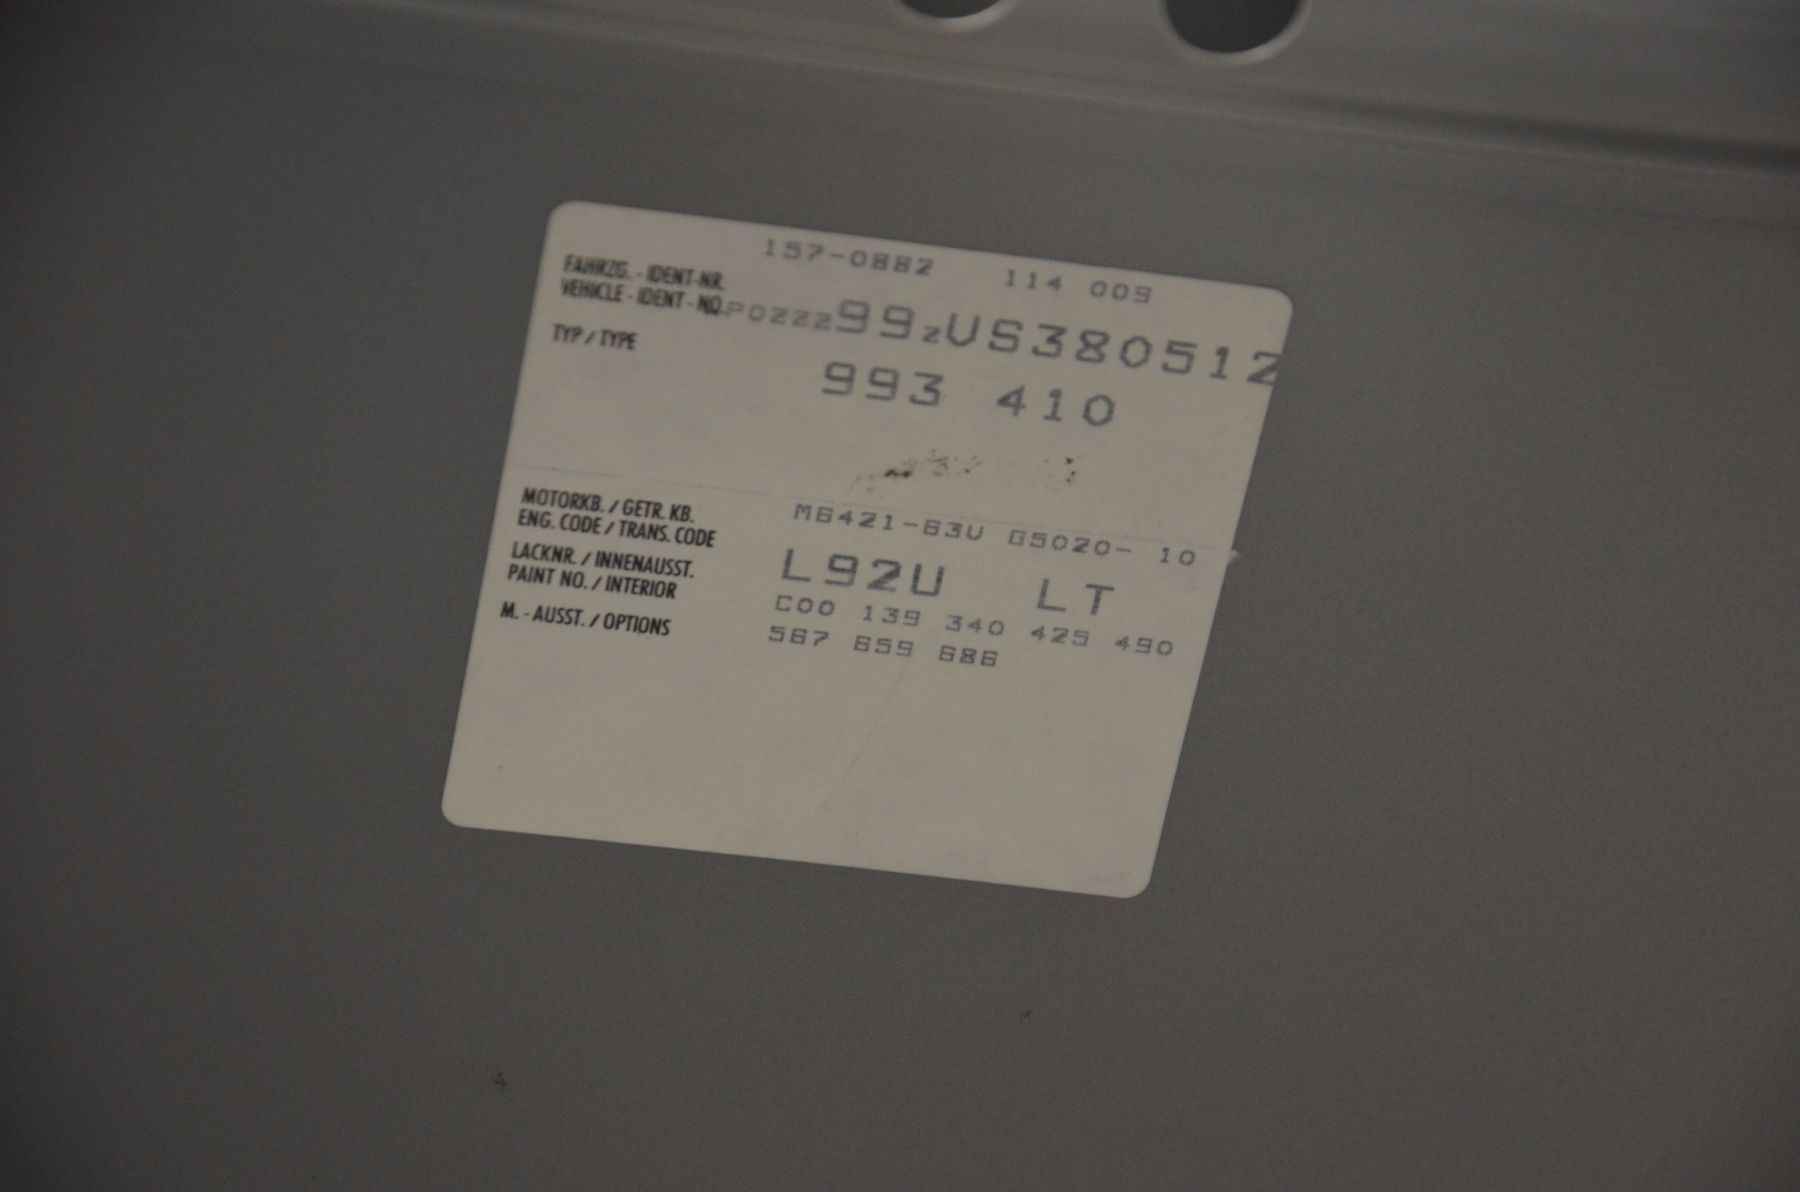 157-0882 114 009
FAHRZG. - IDENT-NR.
VEHICLE - IDENT - NO. P0ZZZ99ZUS380512
TYP / TYPE 993 410
MOTORKB. / GETR. KB. M6421-63U G5020- 10
ENG. CODE / TRANS. CODE
LACKNR. / INNENAUSST. L92U LT
PAINT NO. / INTERIOR
M. - AUSST. / OPTIONS C00 139 340 425 490
567 659 686